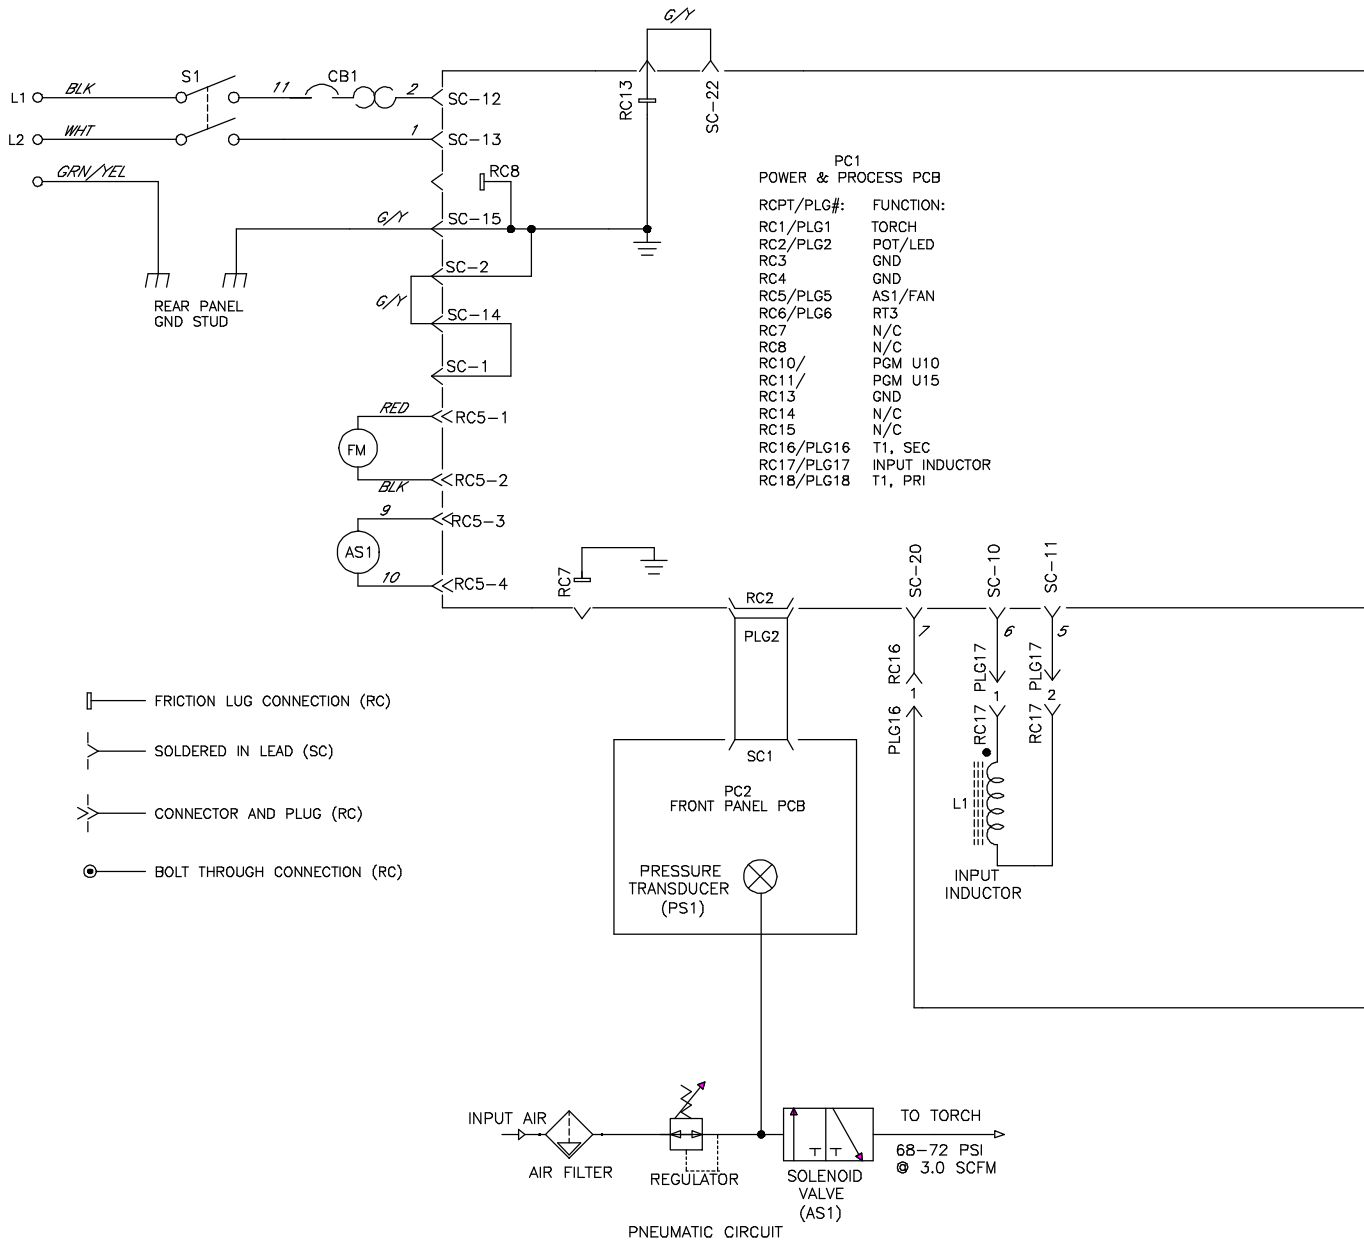 G/Y
L1
BLK
S1
11
CB1
2
SC-12
RC13
SC-22
L2
WHT
1
SC-13
GRN/YEL
RC8
G/Y
SC-15
SC-2
G/Y
SC-14
SC-1
REAR PANEL
GND STUD
PC1
POWER & PROCESS PCB
RCPT/PLG#: FUNCTION:
RC1/PLG1 TORCH
RC2/PLG2 POT/LED
RC3 GND
RC4 GND
RC5/PLG5 AS1/FAN
RC6/PLG6 RT3
RC7 N/C
RC8 N/C
RC10/ PGM U10
RC11/ PGM U15
RC13 GND
RC14 N/C
RC15 N/C
RC16/PLG16 T1, SEC
RC17/PLG17 INPUT INDUCTOR
RC18/PLG18 T1, PRI
RED
RC5-1
FM
BLK
RC5-2
9
RC5-3
AS1
10
RC5-4
RC7
RC2
PLG2
SC-20
SC-10
SC-11
7
6
5
RC16
PLG17
PLG17
1
1
2
PLG16
RC17
RC17
L1
INPUT
INDUCTOR
FRICTION LUG CONNECTION (RC)
SOLDERED IN LEAD (SC)
CONNECTOR AND PLUG (RC)
BOLT THROUGH CONNECTION (RC)
SC1
PC2
FRONT PANEL PCB
PRESSURE
TRANSDUCER
(PS1)
INPUT AIR
AIR FILTER
REGULATOR
SOLENOID
VALVE
(AS1)
TO TORCH
68-72 PSI
@ 3.0 SCFM
PNEUMATIC CIRCUIT